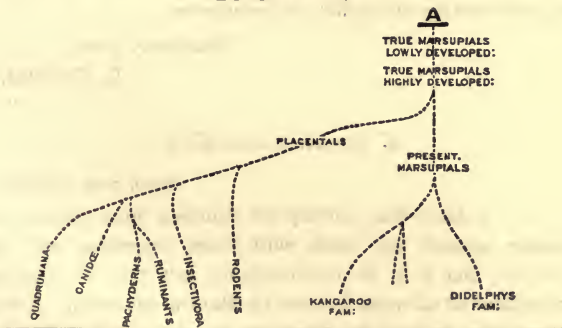 A
TRUE MARSUPIALS
LOWLY DEVELOPED:
TRUE MARSUPIALS
HIGHLY DEVELOPED:
PLACENTALS
PRESENT.
MARSUPIALS
QUADRUMANA
CANIDŒ
PACHYDERMS
RUMINANTS
INSECTIVORA
RODENTS
KANGAROO
FAM:
DIDELPHYS
FAM: